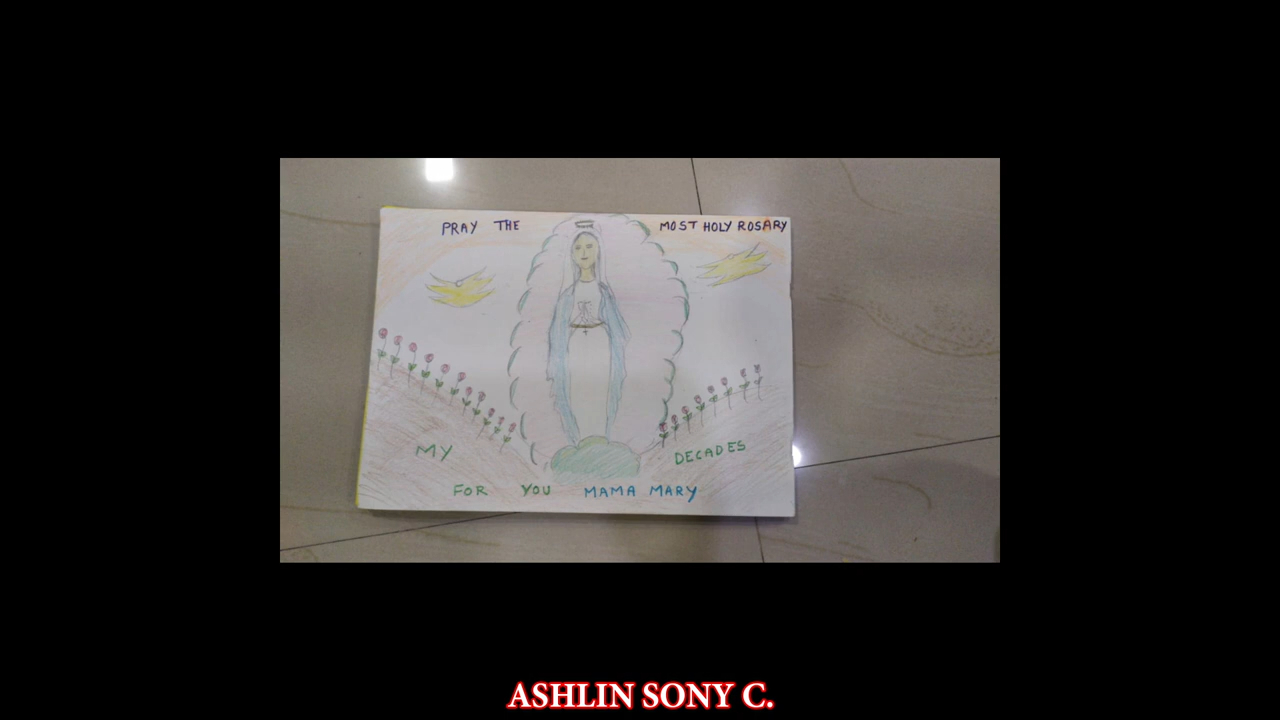 PRAY THE MOST HOLY ROSARY
MY DECADES
FOR YOU MAMA MARY
ASHLIN SONY C.